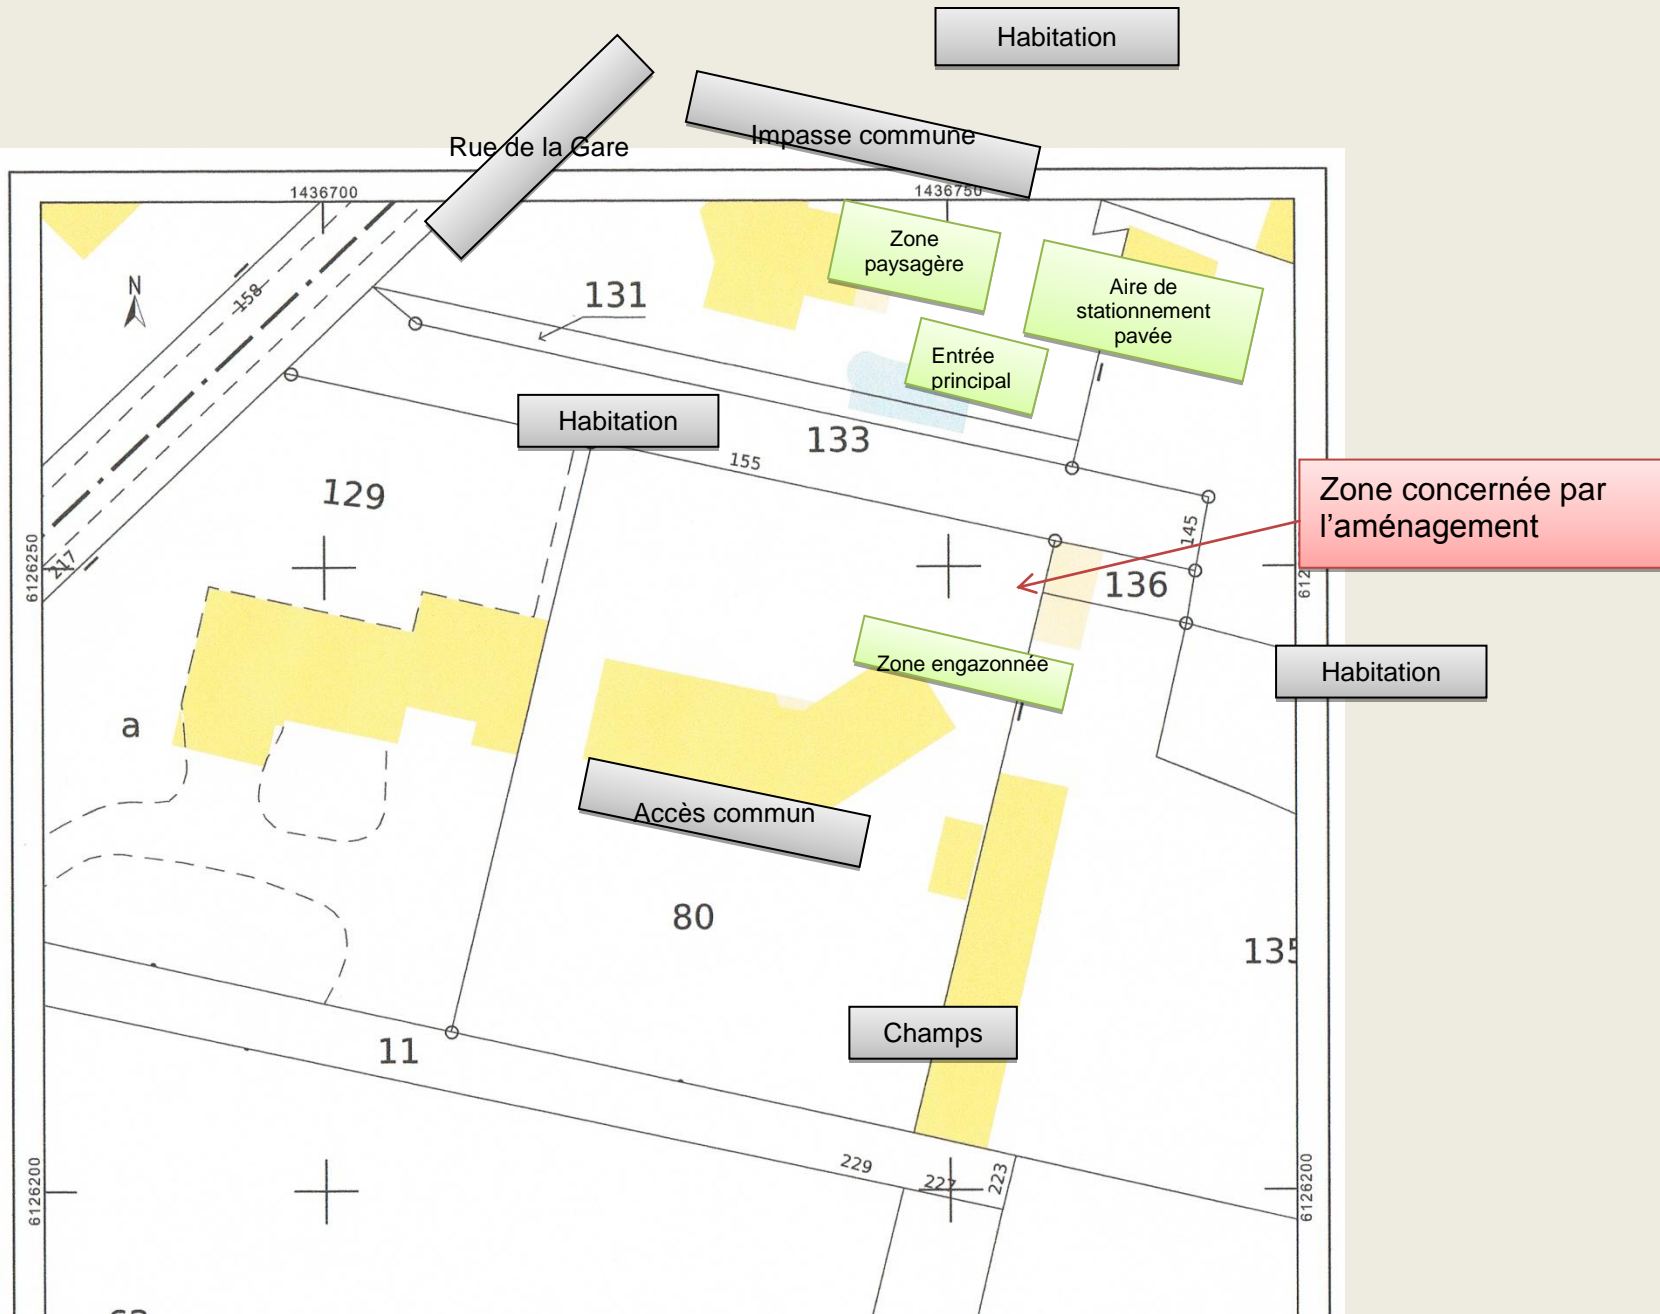 Habitation
Rue de la Gare
Impasse commune
1436700
1436750
Zone
paysagère
N
158
131
Aire de
stationnement
pavée
Entrée
principal
Habitation
133
155
129
Zone concernée par
l'aménagement
145
217
6126250
136
612
Zone engazonnée
Habitation
a
Accès commun
80
135
Champs
11
229
227
223
6126200
6126200